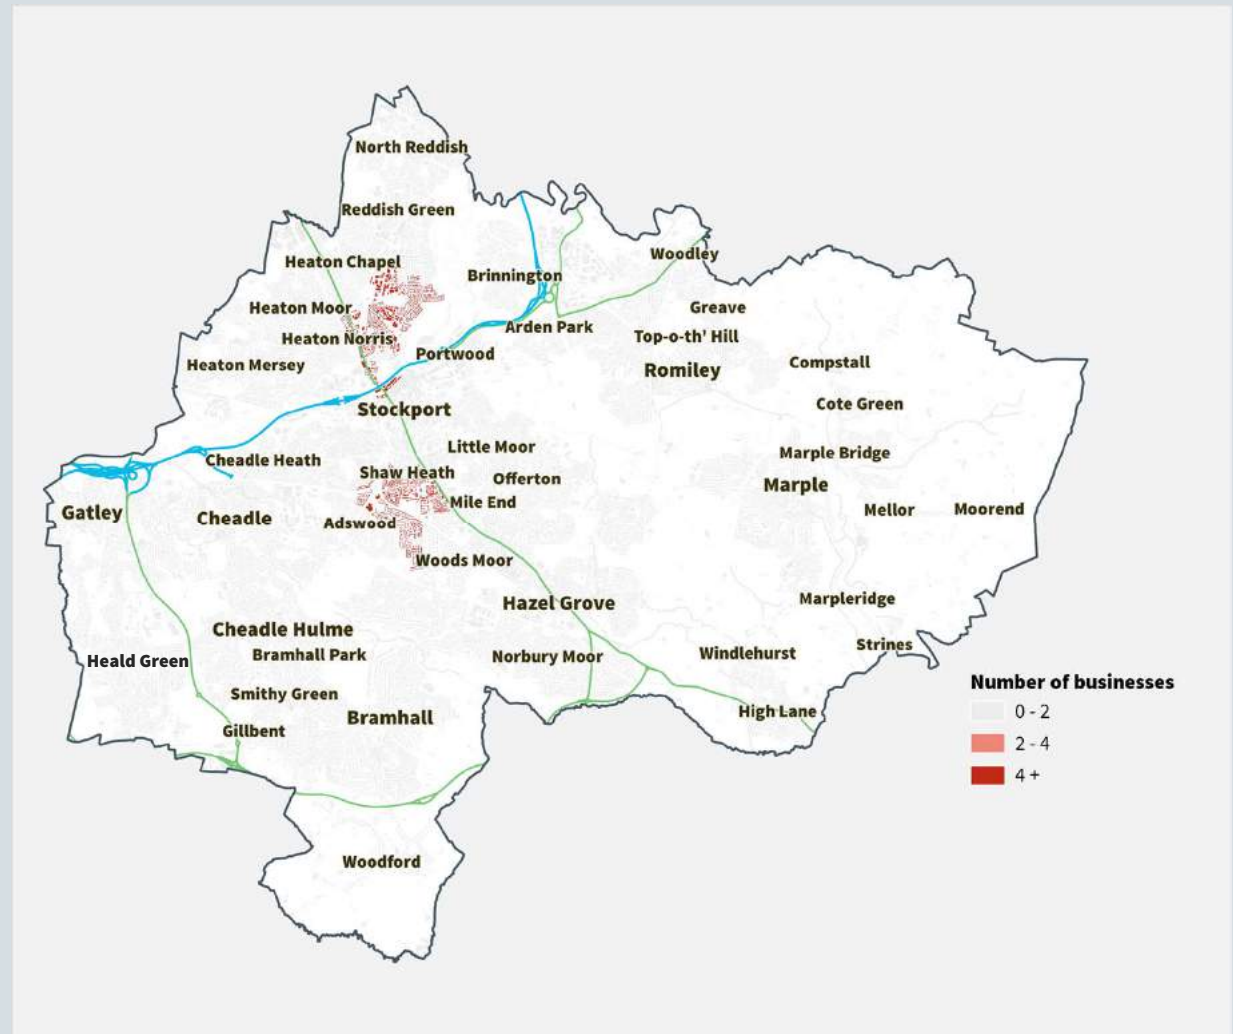 North Reddish
Reddish Green
Heaton Chapel
Woodley
Brinnington
Heaton Moor
Greave
Arden Park
Heaton Norris
Top-o-th' Hill
Portwood
Heaton Mersey
Romiley
Compstall
Stockport
Cote Green
Little Moor
Marple Bridge
Cheadle Heath
Shaw Heath
Offerton
Marple
Mile End
Gatley
Cheadle
Adswood
Mellor
Moorend
Woods Moor
Hazel Grove
Marpleridge
Cheadle Hulme
Strines
Bramhall Park
Norbury Moor
Windlehurst
Heald Green
Smithy Green
High Lane
Bramhall
Gillbent
Woodford
Number of businesses
0 - 2
2 - 4
4 +